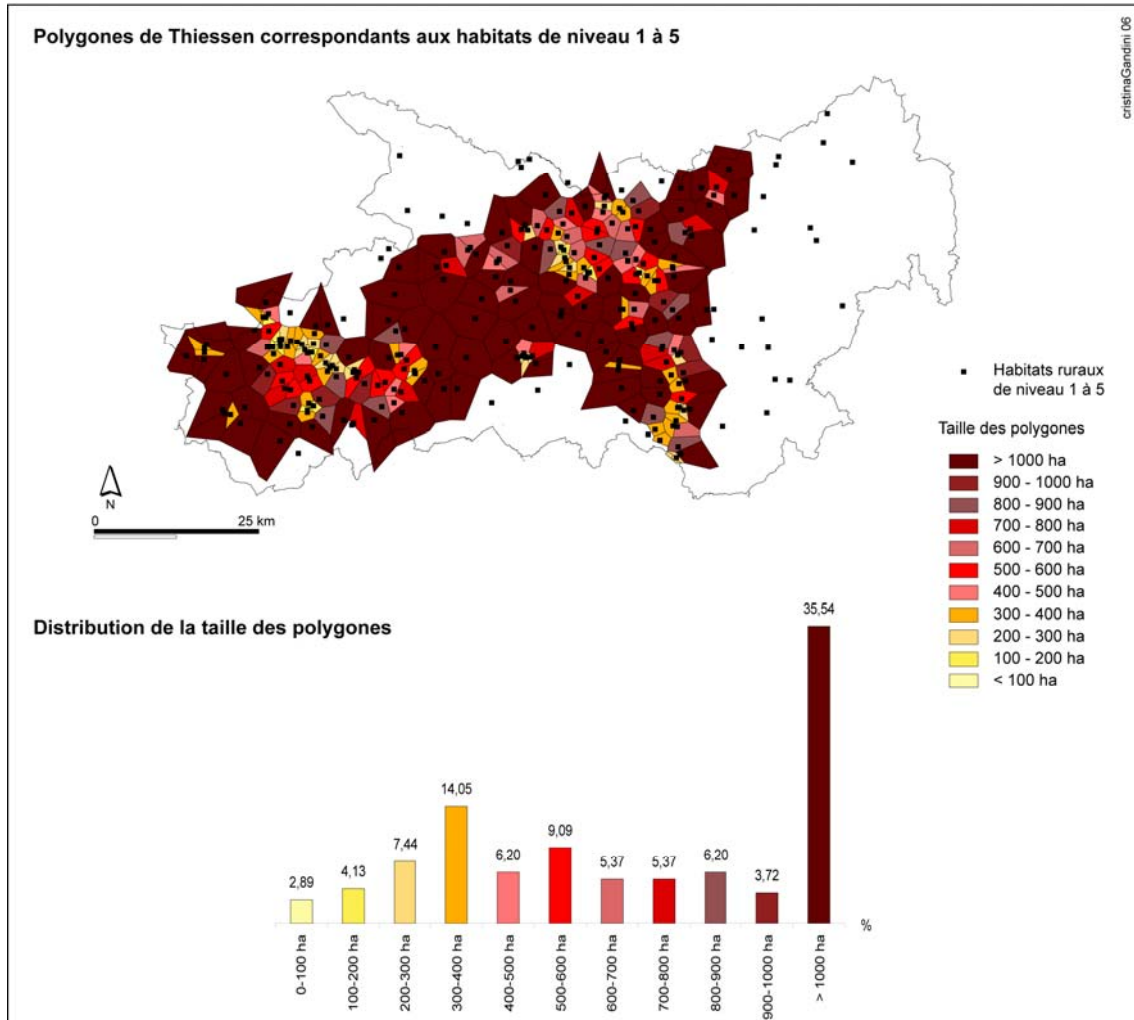 Polygones de Thiessen correspondants aux habitats de niveau 1 à 5
cristinaGandini 06
Habitats ruraux
de niveau 1 à 5
Taille des polygones
> 1000 ha
900 - 1000 ha
800 - 900 ha
700 - 800 ha
600 - 700 ha
500 - 600 ha
400 - 500 ha
300 - 400 ha
200 - 300 ha
100 - 200 ha
< 100 ha
N
0 25 km
Distribution de la taille des polygones
2,89
4,13
7,44
14,05
6,20
9,09
5,37
5,37
6,20
3,72
35,54
%
0-100 ha
100-200 ha
200-300 ha
300-400 ha
400-500 ha
500-600 ha
600-700 ha
700-800 ha
800-900 ha
900-1000 ha
> 1000 ha